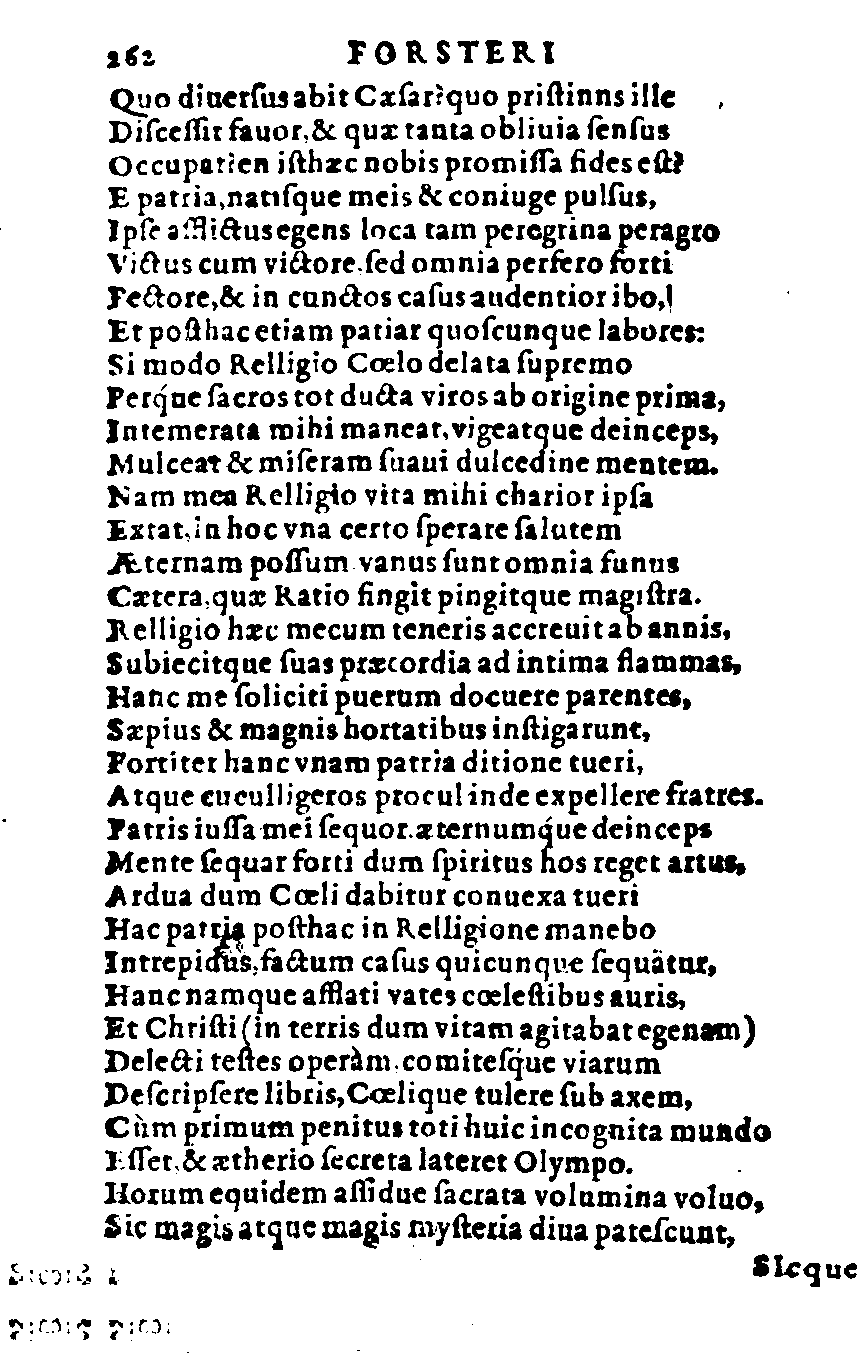 262 FORSTERI
Quo diuersus abit Cæsar? quo pristinns ille
Discessit fauor, & quæ tanta obliuia sensus
Occupat? en isthæc nobis promissa fides est?
E patria, natisque meis & coniuge pulsus,
Ipse afflictus egens loca tam peregrina peragro
Victus cum victore. sed omnia perfero forti
Pectore, & in cunctos casus audentior ibo,
Et posthac etiam patiar quoscunque labores:
Si modo Relligio Cœlo delata supremo
Perq́ue sacros tot ducta viros ab origine prima,
Intemerata mihi maneat, vigeatque deinceps,
Mulceat & miseram suaui dulcedine mentem.
Nam mea Relligio vita mihi charior ipsa
Extat, in hoc vna certo sperare salutem
Æternam possum vanus sunt omnia funus
Cætera, quæ Ratio fingit pingitque magistra.
Relligio hæc mecum teneris accreuit ab annis,
Subiecitque suas præcordia ad intima flammas,
Hanc me soliciti puerum docuere parentes,
Sæpius & magnis hortatibus instigarunt,
Fortiter hanc vnam patria ditione tueri,
Atque cuculligeros procul inde expellere fratres.
Patris iussa mei sequor. æternumq́ue deinceps
Mente sequar forti dum spiritus hos reget artus,
Ardua dum Cœli dabitur conuexa tueri
Hac patria posthac in Relligione manebo
Intrepidus, factum casus quicunque sequãtur,
Hanc namque afflati vates cœlestibus auris,
Et Christi (in terris dum vitam agitabat egenam)
Delecti testes operàm. comitesq́ue viarum
Descripsere libris, Cœlique tulere sub axem,
Cùm primum penitus toti huic incognita mundo
Esset, & ætherio secreta lateret Olympo.
Horum equidem assidue sacrata volumina voluo,
Sic magis atque magis mysteria diua patescunt,
SIcque